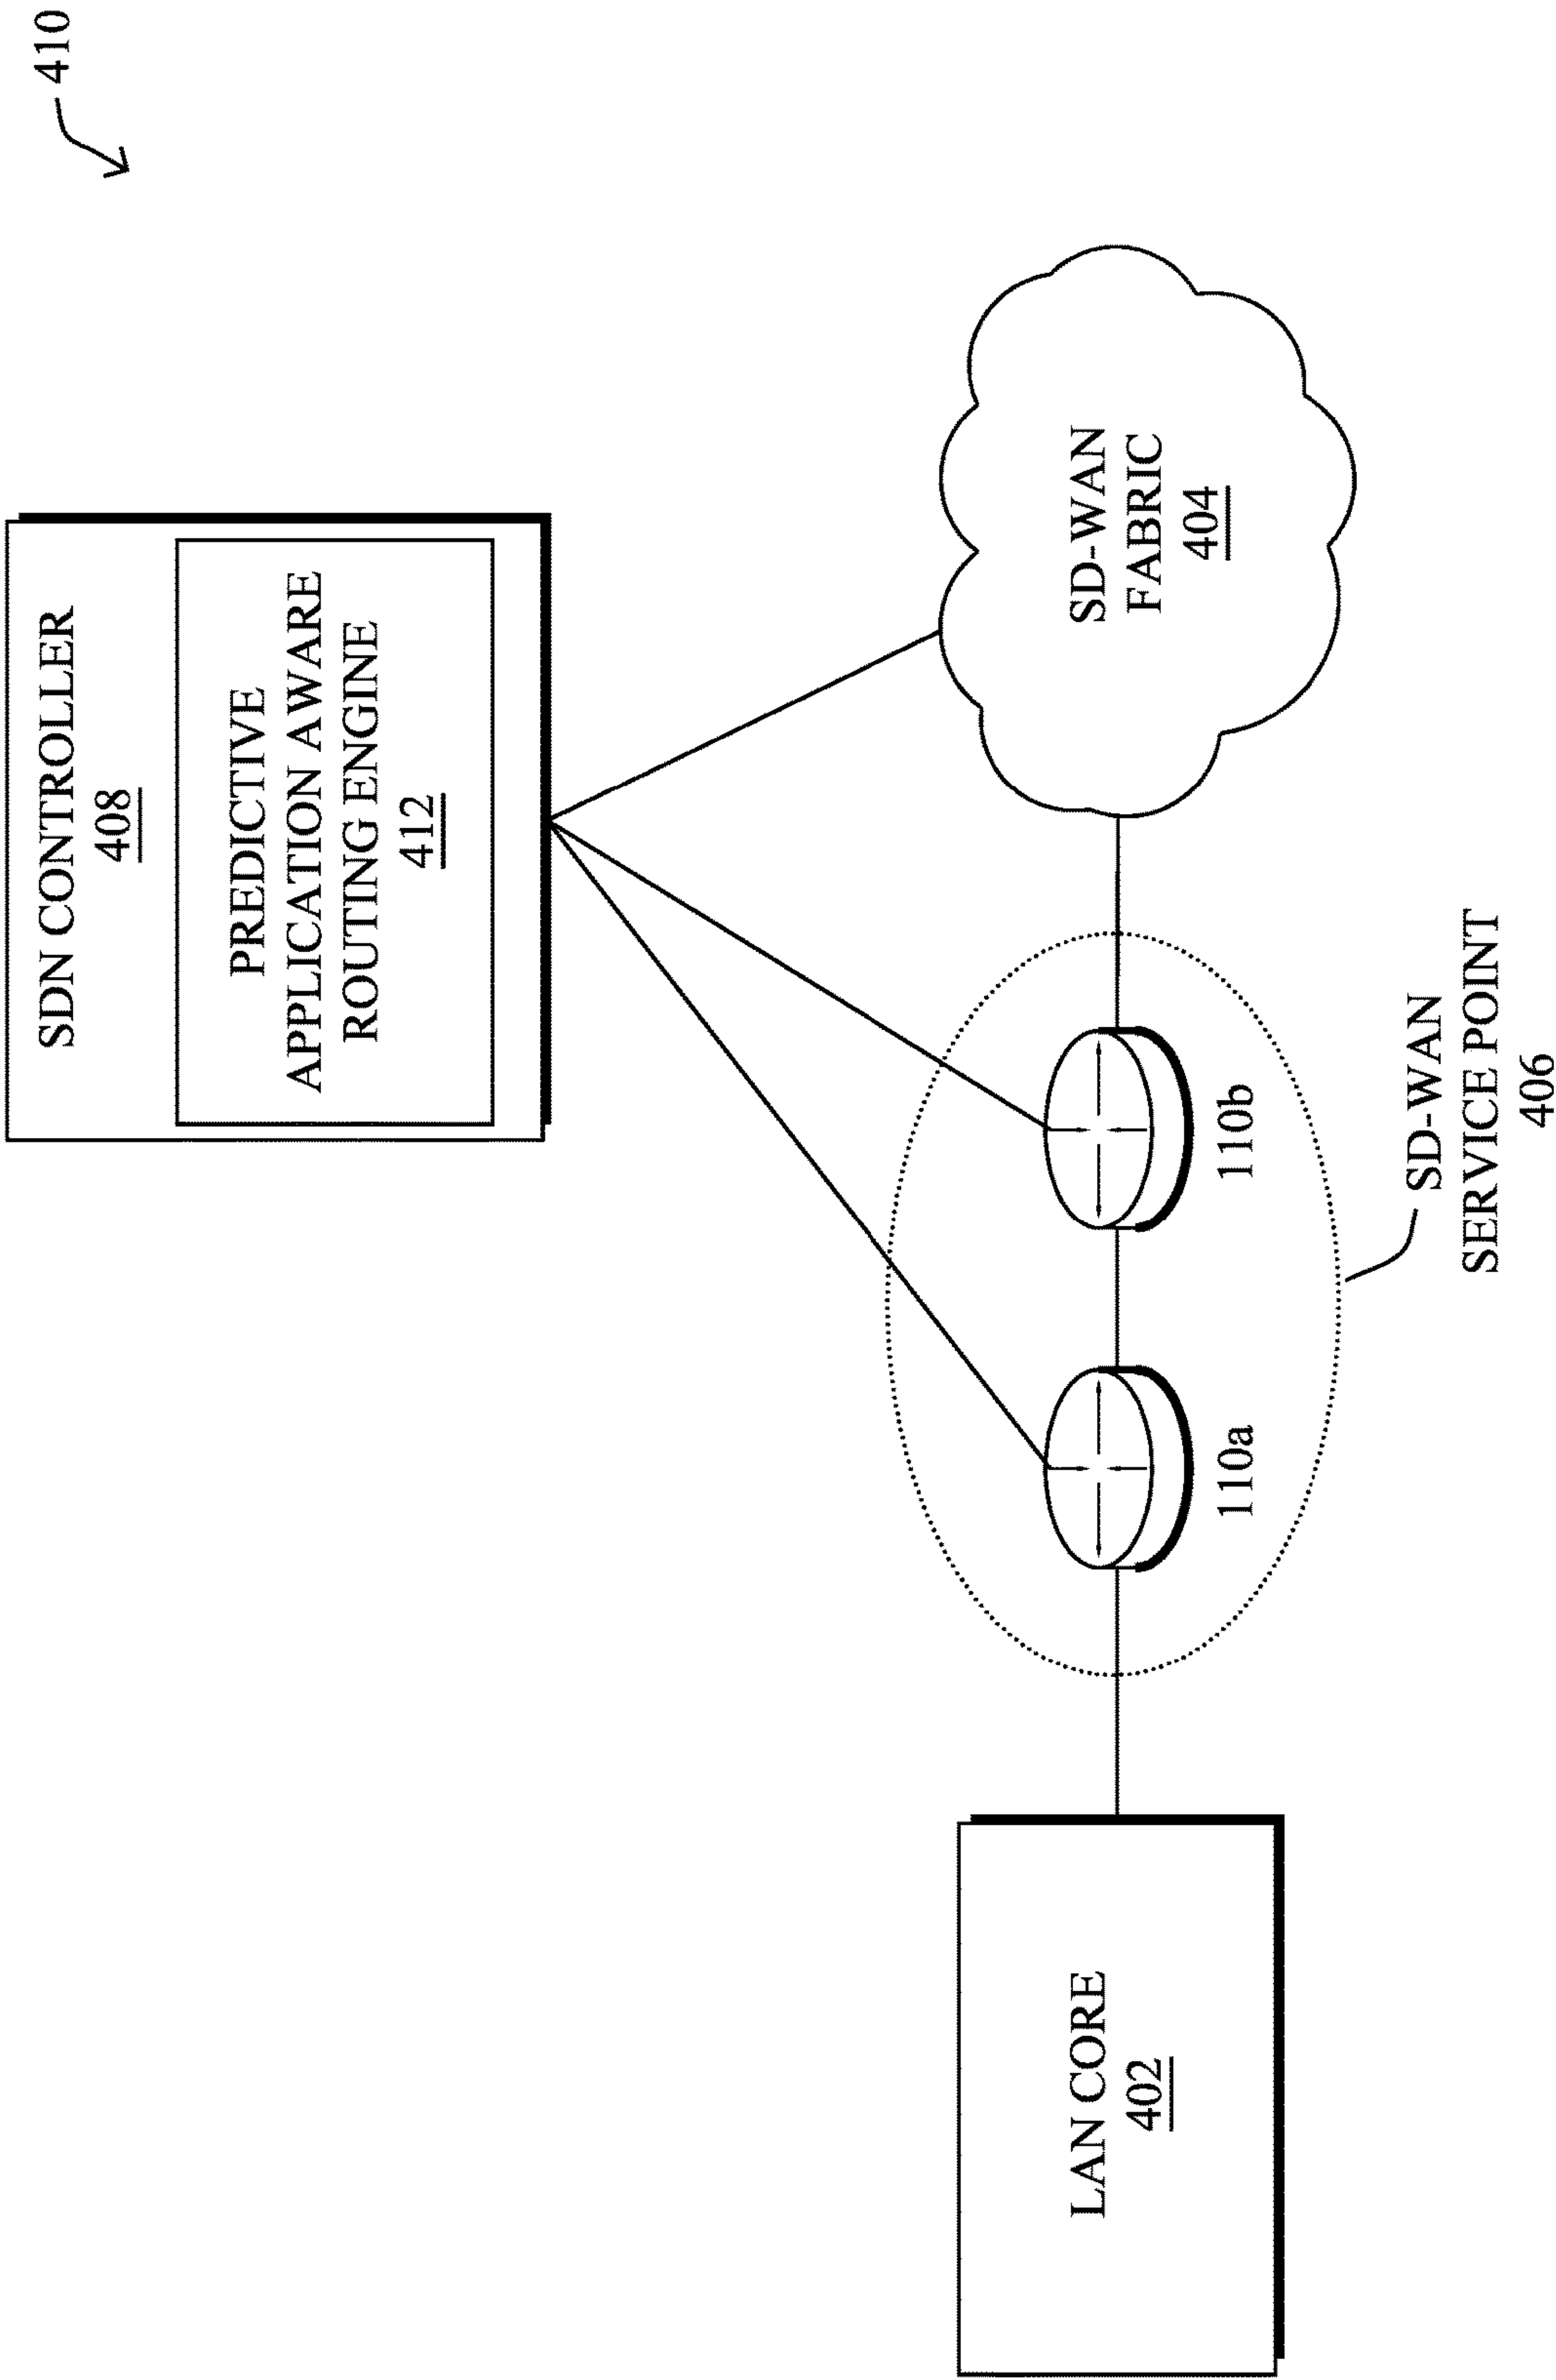 410
SDN CONTROLLER
408
PREDICTIVE
APPLICATION AWARE
ROUTING ENGINE
412
LAN CORE
402
110a
110b
SD-WAN
FABRIC
404
SD-WAN
SERVICE POINT
406